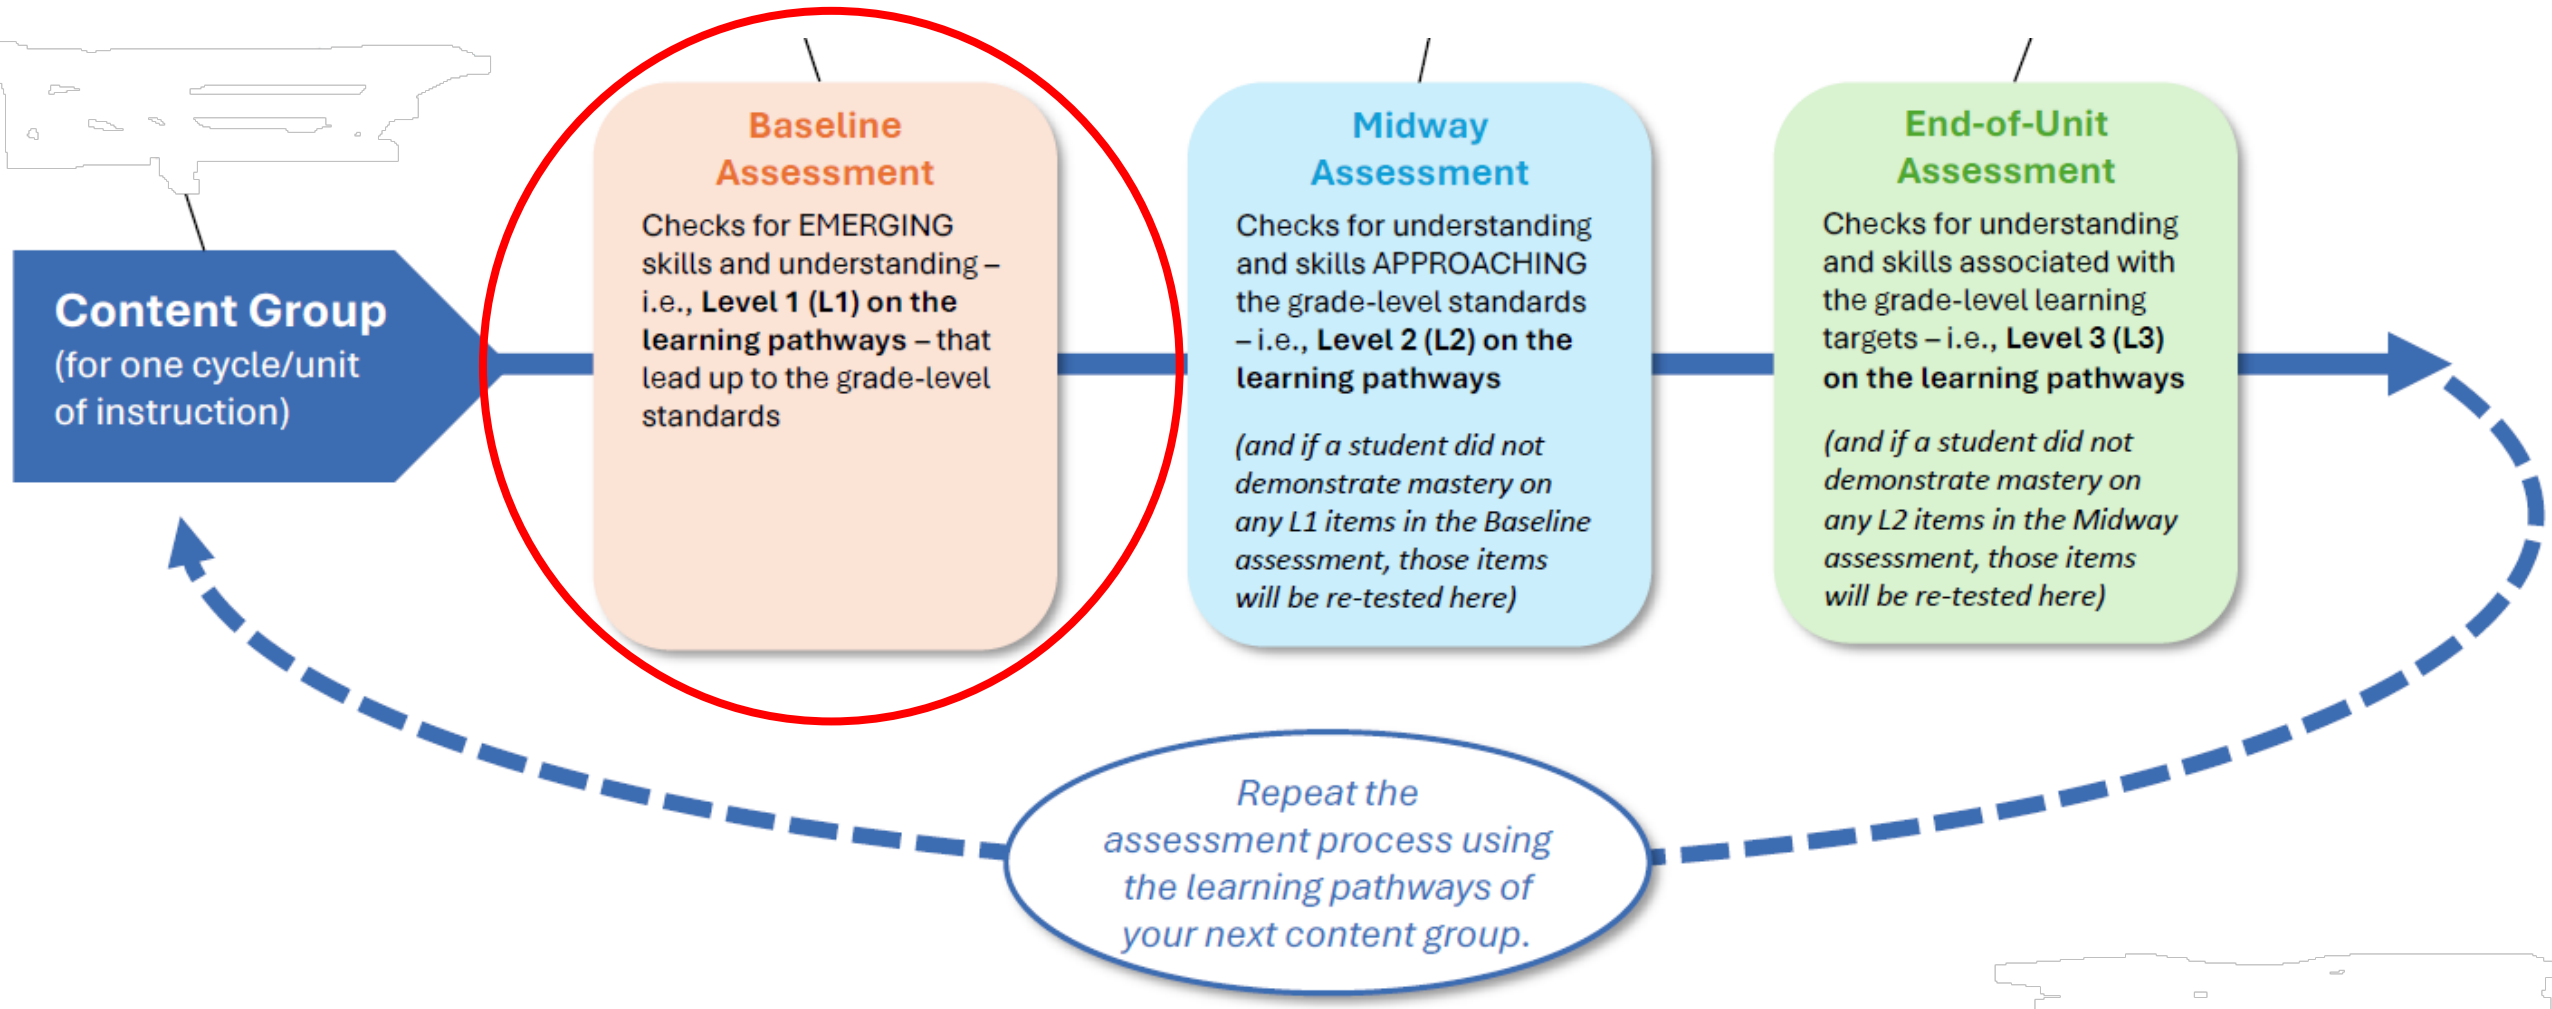 Content Group
(for one cycle/unit
of instruction)
Baseline
Assessment
Checks for EMERGING
skills and understanding –
i.e., Level 1 (L1) on the
learning pathways – that
lead up to the grade-level
standards
Midway
Assessment
Checks for understanding
and skills APPROACHING
the grade-level standards
– i.e., Level 2 (L2) on the
learning pathways
(and if a student did not
demonstrate mastery on
any L1 items in the Baseline
assessment, those items
will be re-tested here)
End-of-Unit
Assessment
Checks for understanding
and skills associated with
the grade-level learning
targets – i.e., Level 3 (L3)
on the learning pathways
(and if a student did not
demonstrate mastery on
any L2 items in the Midway
assessment, those items
will be re-tested here)
Repeat the
assessment process using
the learning pathways of
your next content group.